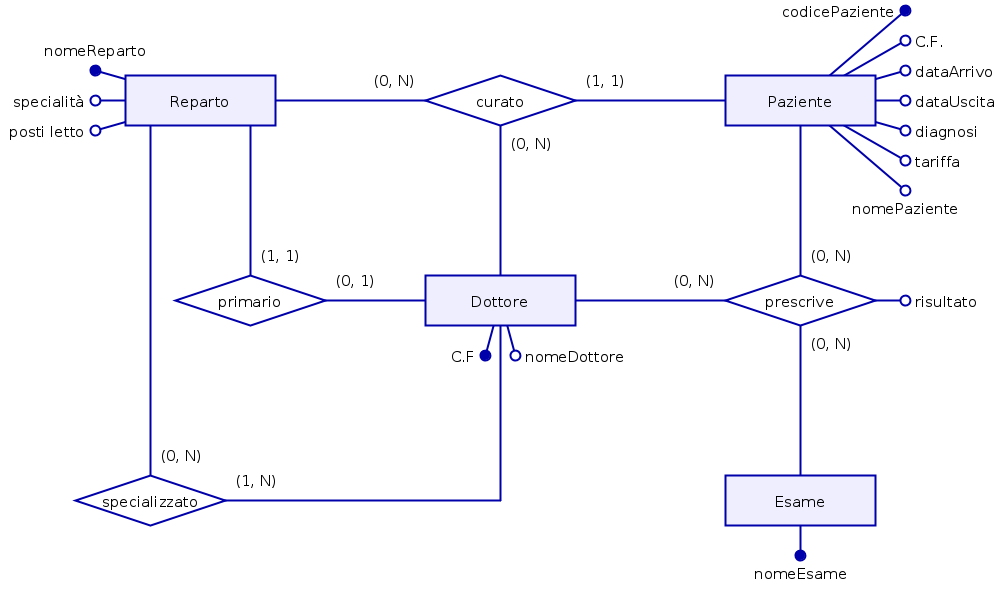 codicePaziente
C.F.
nomeReparto
dataArrivo
(0, N)
(1, 1)
specialità
Reparto
curato
Paziente
dataUscita
posti letto
diagnosi
(0, N)
tariffa
nomePaziente
(1, 1)
(0, N)
(0, 1)
(0, N)
primario
Dottore
prescrive
risultato
(0, N)
C.F
nomeDottore
(0, N)
(1, N)
specializzato
Esame
nomeEsame